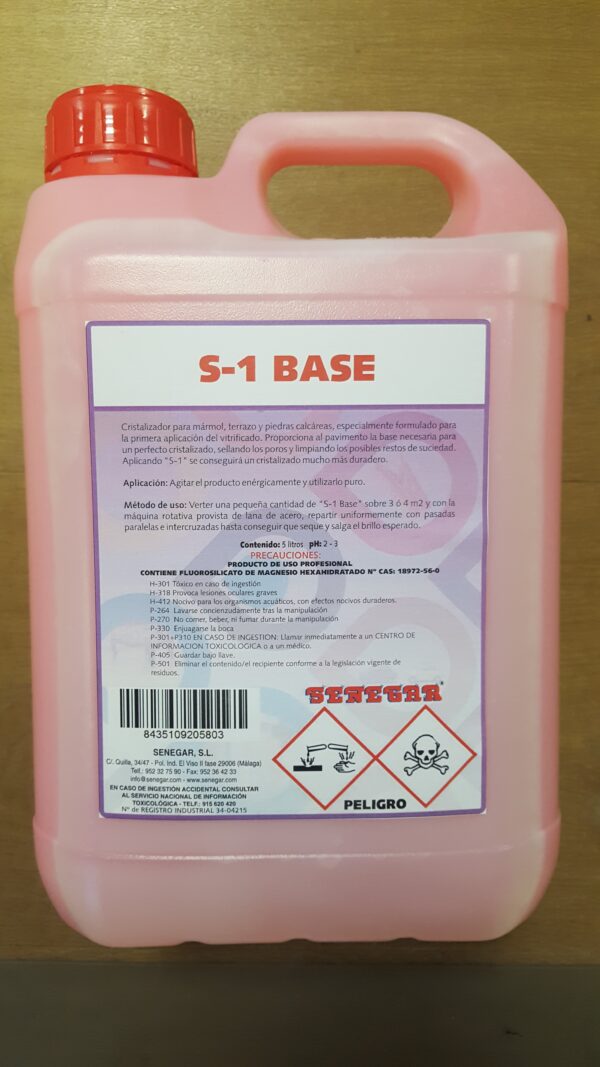 S-1 BASE
Cristalizador para mármol, terrazo y piedras calcáreas, especialmente formulado para
la primera aplicación del vitrificado. Proporciona al pavimento la base necesaria para
un perfecto cristalizado, sellando los poros y limpiando los posibles restos de suciedad.
Aplicando "S-1" se conseguirá un cristalizado mucho más duradero.
Aplicación: Agitar el producto enérgicamente y utilizarlo puro.
Método de uso: Verter una pequeña cantidad de "S-1 Base" sobre 3 ó 4 m2 y con la
máquina rotativa provista de lana de acero, repartir uniformemente con pasadas
paralelas e intercruzadas hasta conseguir que seque y salga el brillo esperado.
Contenido: 5 litros pH: 2 - 3
PRECAUCIONES:
PRODUCTO DE USO PROFESIONAL
CONTIENE FLUOROSILICATO DE MAGNESIO HEXAHIDRATADO Nº CAS: 18972-56-0
H-301 Tóxico en caso de ingestión
H-318 Provoca lesiones oculares graves
H-412 Nocivo para los organismos acuáticos, con efectos nocivos duraderos.
P-264 Lavarse concienzudamente tras la manipulación
P-270 No comer, beber, ni fumar durante la manipulación
P-330 Enjuagarse la boca
P-301+P310 EN CASO DE INGESTION: Llamar inmediatamente a un CENTRO DE
INFORMACION TOXICOLOGICA o a un médico.
P-405 Guardar bajo llave.
P-501 Eliminar el contenido/el recipiente conforme a la legislación vigente de
residuos.
8435109205803
SENEGAR
SENEGAR, S.L.
C/. Quilla, 34/47 - Pol. Ind. El Viso II fase 29006 (Málaga)
Telf.: 952 32 75 90 - Fax: 952 36 42 33
info@senegar.com - www.senegar.com
EN CASO DE INGESTIÓN ACCIDENTAL CONSULTAR
AL SERVICIO NACIONAL DE INFORMACIÓN
TOXICOLÓGICA - TELF.: 915 620 420
Nº de REGISTRO INDUSTRIAL 34-04215
PELIGRO